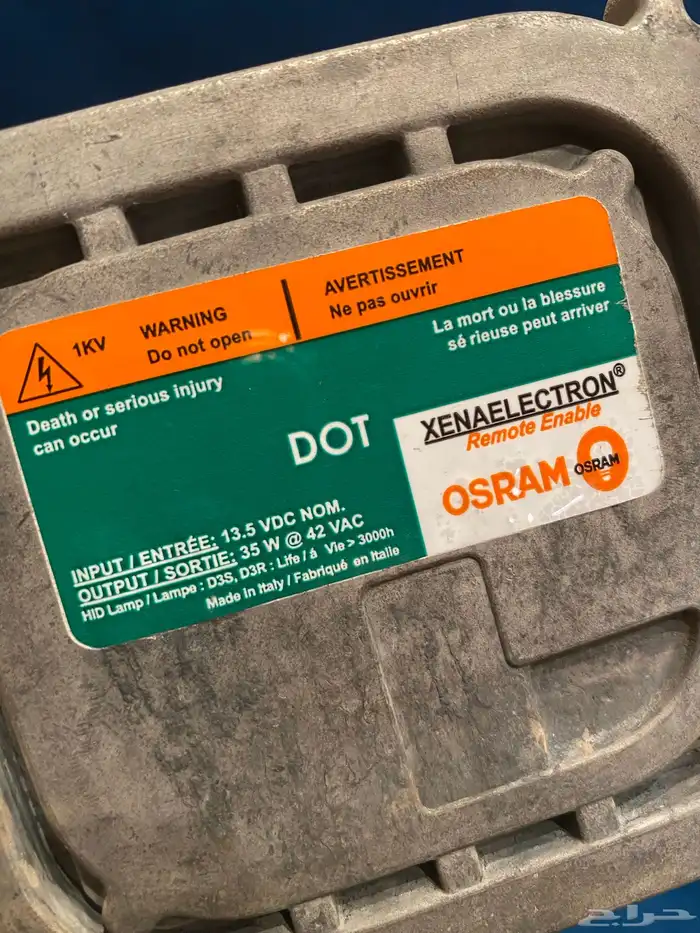 1KV
WARNING
Do not open
AVERTISSEMENT
Ne pas ouvrir
Death or serious injury
can occur
La mort ou la blessure
sé rieuse peut arriver
DOT
XENAELECTRON®
Remote Enable
OSRAM
OSRAM
INPUT / ENTRÉE: 13.5 VDC NOM.
OUTPUT / SORTIE: 35 W @ 42 VAC
HID Lamp / Lampe : D3S, D3R : Life / á Vie > 3000h
Made in Italy / Fabriqué en Italie
حراج